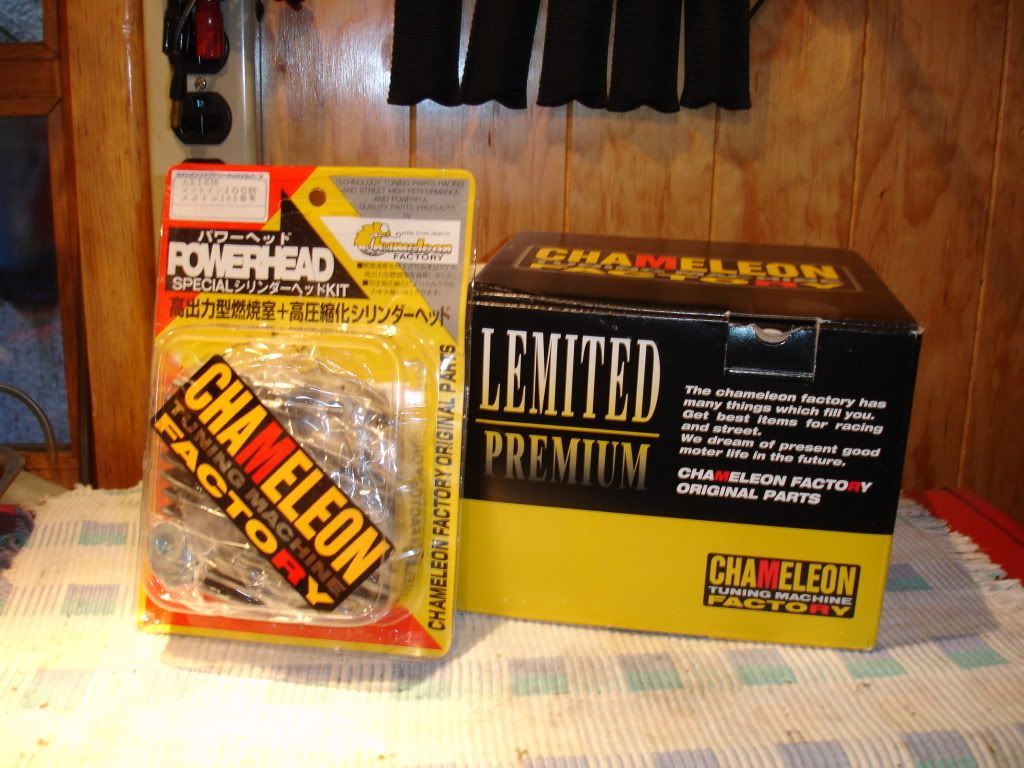 TECHNOLOGY TUNING PARTS RACING
AND STREET HIGH PERFORMANCE
AND POWERFUL
QUALITY PARTS PRODUCTS
by
Chameleon
FACTORY
パワーヘッド
POWERHEAD
SPECIALシリンダーヘッドKIT
高出力型燃焼室+高圧縮化シリンダーヘッド
CHAMELEON
TUNING MACHINE
FACTORY
CHAMELEON FACTORY ORIGINAL PARTS
CHAMELEON
FACTORY
LEMITED
PREMIUM
The chameleon factory has
many things which fill you.
Get best items for racing
and street.
We dream of present good
moter life in the future.
CHAMELEON FACTORY
ORIGINAL PARTS
CHAMELEON
TUNING MACHINE
FACTORY